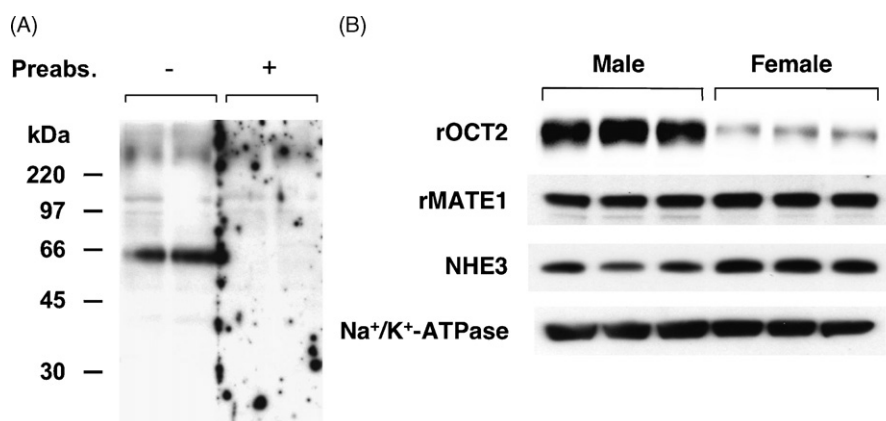 (A)
Preabs. - +
kDa
220
97
66
45
30
(B)
Male Female
rOCT2
rMATE1
NHE3
Na⁺/K⁺-ATPase